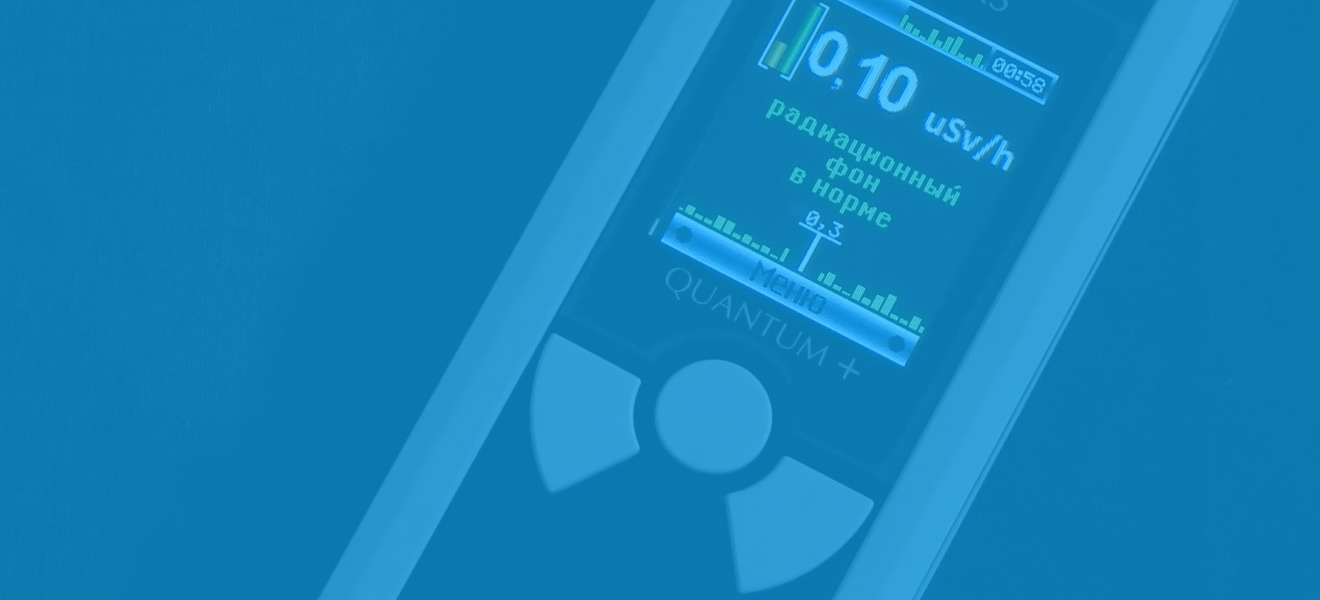 00:58
0.10 uSv/h
радиационный
фон
в норме
0,3
Меню
QUANTUM +